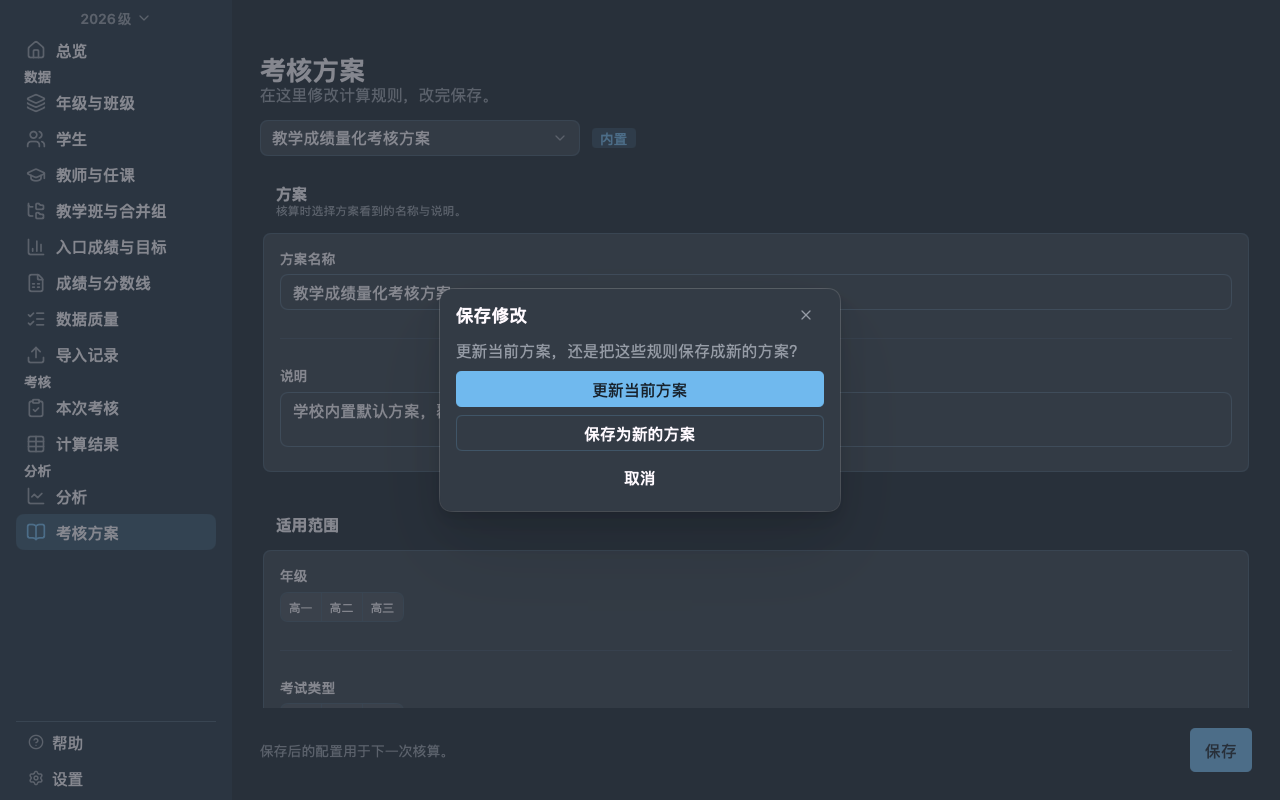 2026级
总览
数据
年级与班级
学生
教师与任课
教学班与合并组
入口成绩与目标
成绩与分数线
数据质量
导入记录
考核
本次考核
计算结果
分析
分析
考核方案
帮助
设置
考核方案
在这里修改计算规则，改完保存。
教学成绩量化考核方案
内置
方案
核算时选择方案看到的名称与说明。
方案名称
教学成绩量化考核方案
说明
学校内置默认方案，
保存修改
更新当前方案，还是把这些规则保存成新的方案？
更新当前方案
保存为新的方案
取消
适用范围
年级
高一
高二
高三
考试类型
保存后的配置用于下一次核算。
保存